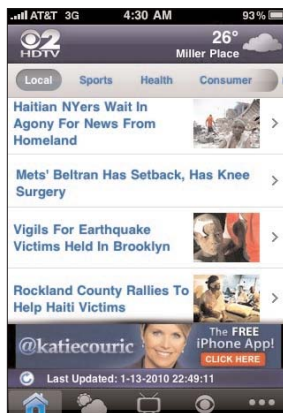 AT&T 3G 4:30 AM 93%
2 26°
HDTV Miller Place
Local Sports Health Consumer
Haitian NYers Wait In
Agony For News From
Homeland
Mets' Beltran Has Setback, Has Knee
Surgery
Vigils For Earthquake
Victims Held In Brooklyn
Rockland County Rallies To
Help Haiti Victims
@katiecouric
The FREE
iPhone App!
CLICK HERE
Last Updated: 1-13-2010 22:49:11